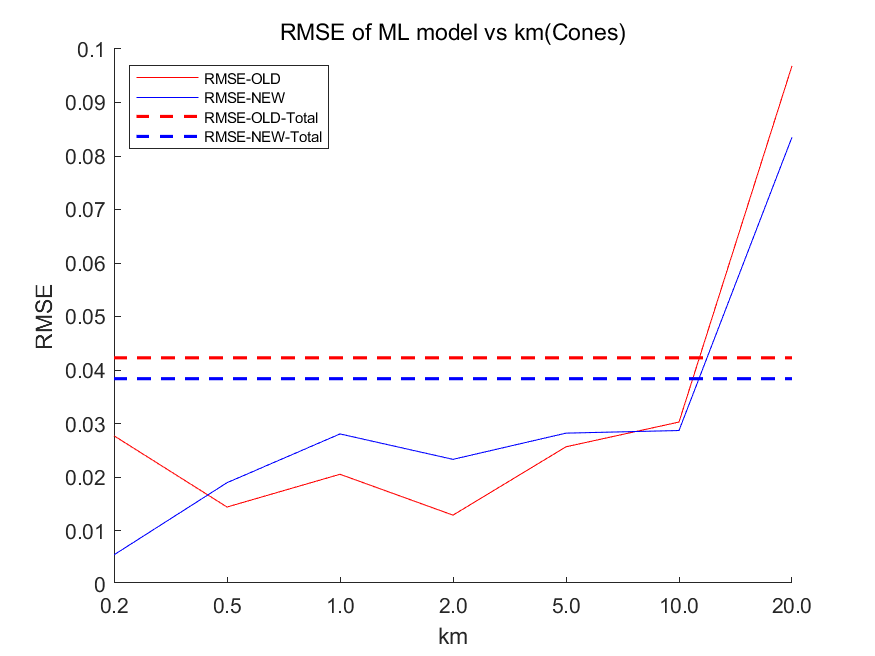 RMSE of ML model vs km(Cones)
0.1
0.09
0.08
0.07
0.06
0.05
0.04
0.03
0.02
0.01
0
RMSE
RMSE-OLD
RMSE-NEW
RMSE-OLD-Total
RMSE-NEW-Total
0.2 0.5 1.0 2.0 5.0 10.0 20.0
km